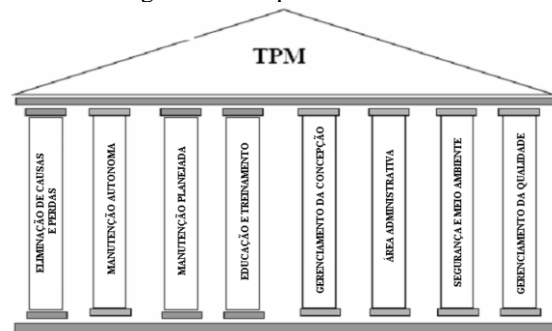 TPM
ELIMINAÇÃO DE CAUSAS
E PERDAS
MANUTENÇÃO AUTONOMA
MANUTENÇÃO PLANEJADA
EDUCAÇÃO E TREINAMENTO
GERENCIAMENTO DA CONCEPÇÃO
ÁREA ADMINISTRATIVA
SEGURANÇA E MEIO AMBIENTE
GERENCIAMENTO DA QUALIDADE